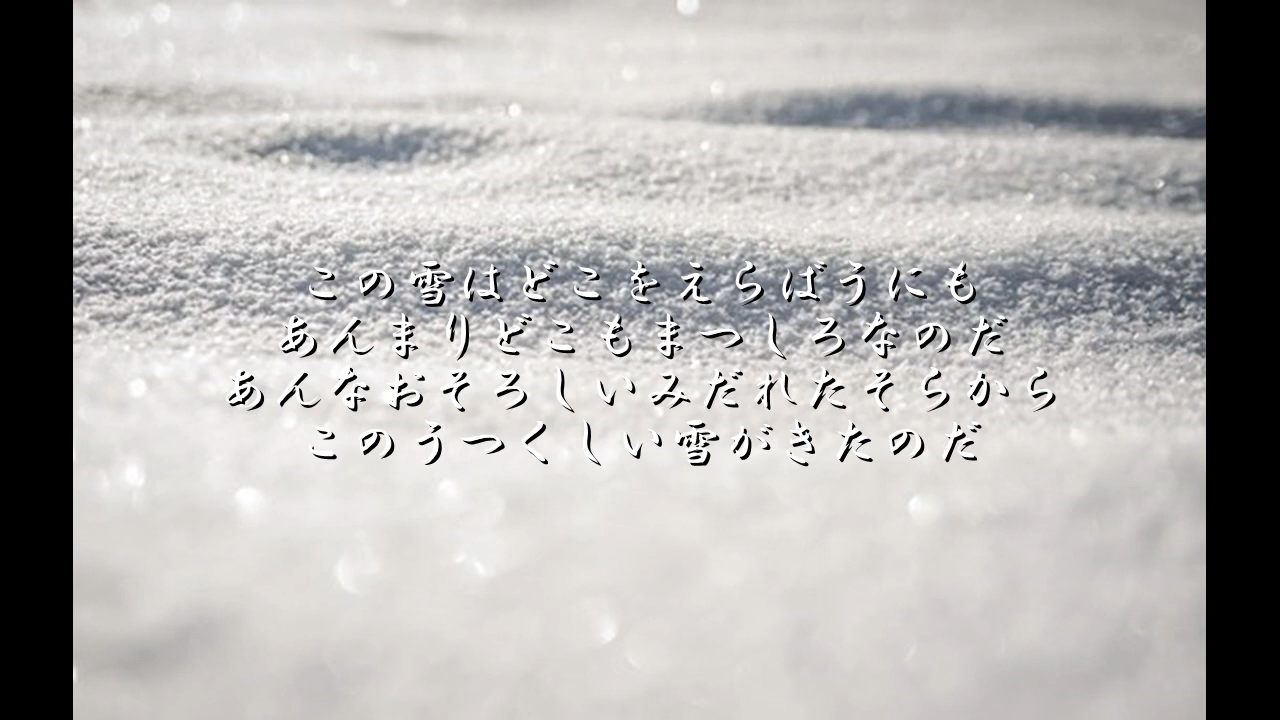 この雪はどこをえらばうにも
あんまりどこもまつしろなのだ
あんなおそろしいみだれたそらから
このうつくしい雪がきたのだ